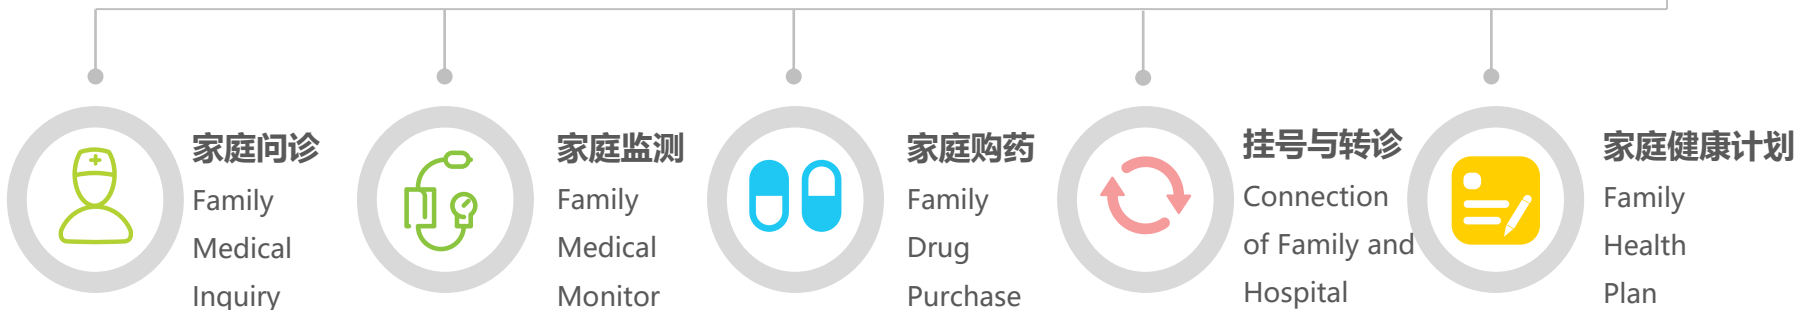 家庭问诊
Family
Medical
Inquiry
家庭监测
Family
Medical
Monitor
家庭购药
Family
Drug
Purchase
挂号与转诊
Connection
of Family and
Hospital
家庭健康计划
Family
Health
Plan